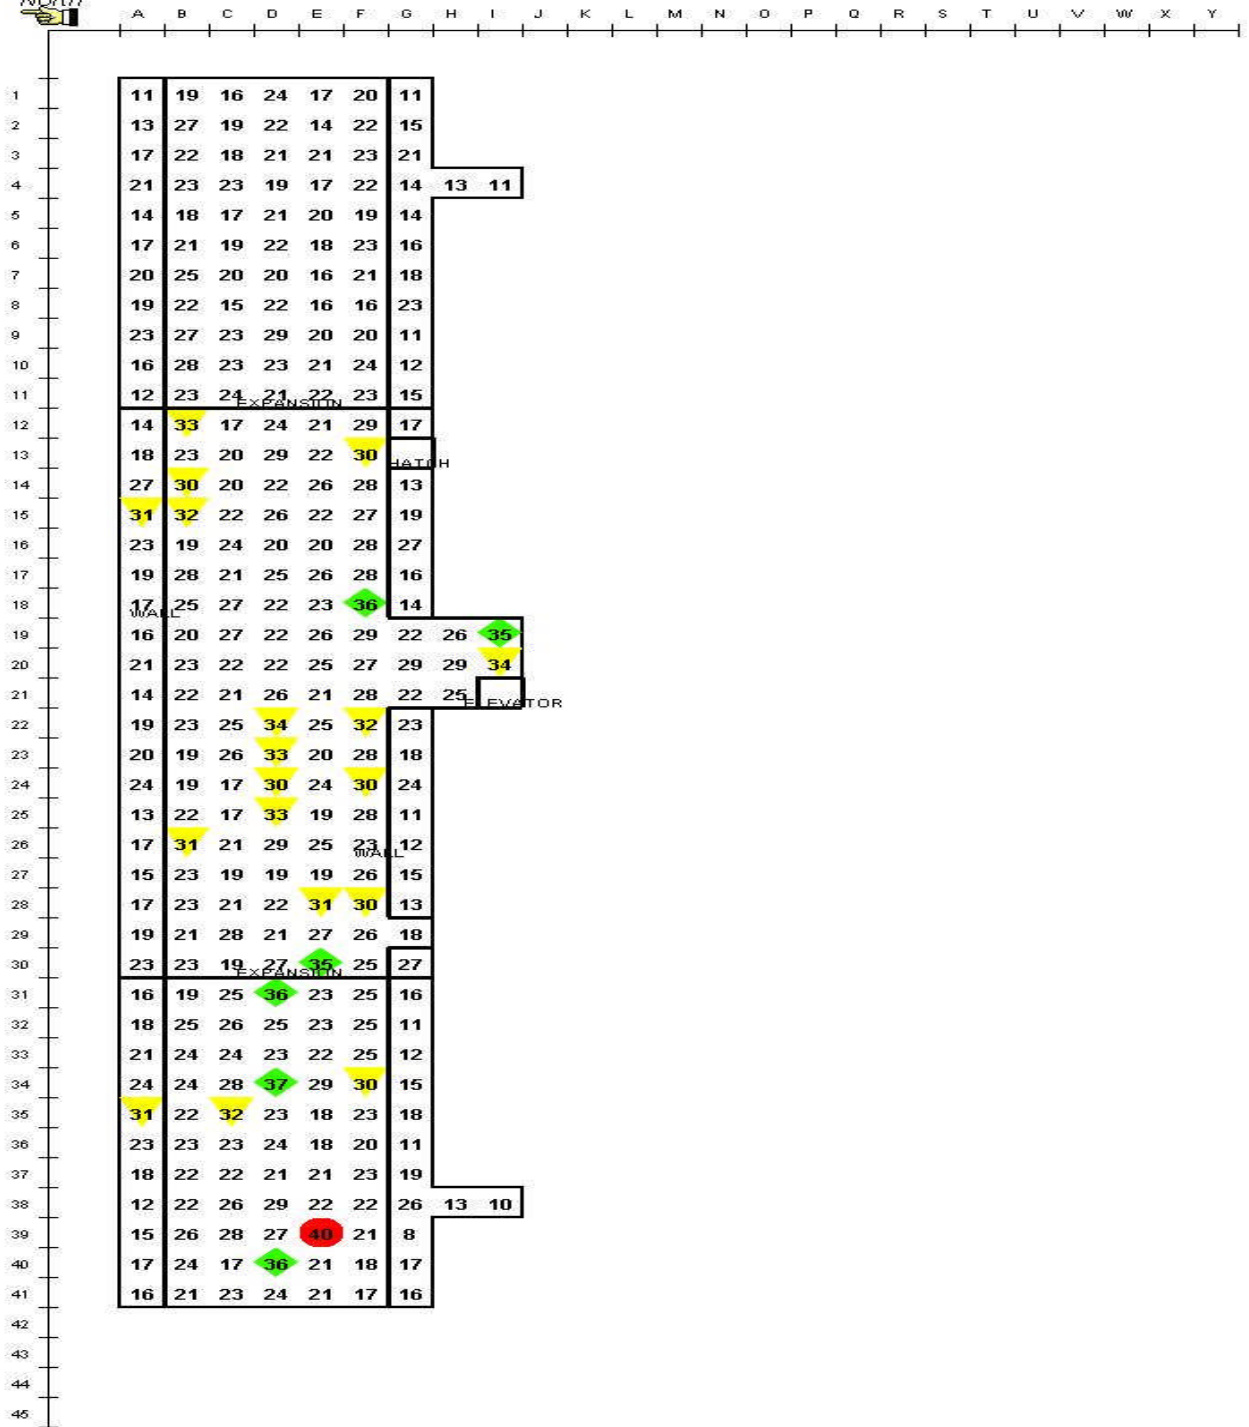 North
A B C D E F G H I J K L M N O P Q R S T U V W X Y
1 11 19 16 24 17 20 11
2 13 27 19 22 14 22 15
3 17 22 18 21 21 23 21
4 21 23 23 19 17 22 14 13 11
5 14 18 17 21 20 19 14
6 17 21 19 22 18 23 16
7 20 25 20 20 16 21 18
8 19 22 15 22 16 16 23
9 23 27 23 29 20 20 11
10 16 28 23 23 21 24 12
11 12 23 24 21 22 23 15
EXPANSION
12 14 33 17 24 21 29 17
13 18 23 20 29 22 30
HATCH
14 27 30 20 22 26 28 13
15 31 32 22 26 22 27 19
16 23 19 24 20 20 28 27
17 19 28 21 25 26 28 16
18 17 25 27 22 23 36 14
WALL
19 16 20 27 22 26 29 22 26 35
20 21 23 22 22 25 27 29 29 34
21 14 22 21 26 21 28 22 25
ELEVATOR
22 19 23 25 34 25 32 23
23 20 19 26 33 20 28 18
24 24 19 17 30 24 30 24
25 13 22 17 33 19 28 11
26 17 31 21 29 25 23 12
WALL
27 15 23 19 19 19 26 15
28 17 23 21 22 31 30 13
29 19 21 28 21 27 26 18
30 23 23 19 27 35 25 27
EXPANSION
31 16 19 25 36 23 25 16
32 18 25 26 25 23 25 11
33 21 24 24 23 22 25 12
34 24 24 28 37 29 30 15
35 31 22 32 23 18 23 18
36 23 23 23 24 18 20 11
37 18 22 22 21 21 23 19
38 12 22 26 29 22 22 26 13 10
39 15 26 28 27 40 21 8
40 17 24 17 36 21 18 17
41 16 21 23 24 21 17 16
42
43
44
45